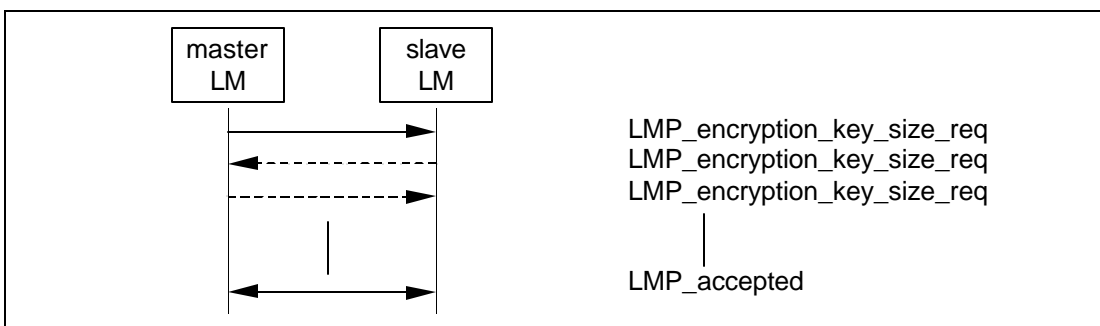 master
LM
slave
LM
LMP_encryption_key_size_req
LMP_encryption_key_size_req
LMP_encryption_key_size_req
LMP_accepted